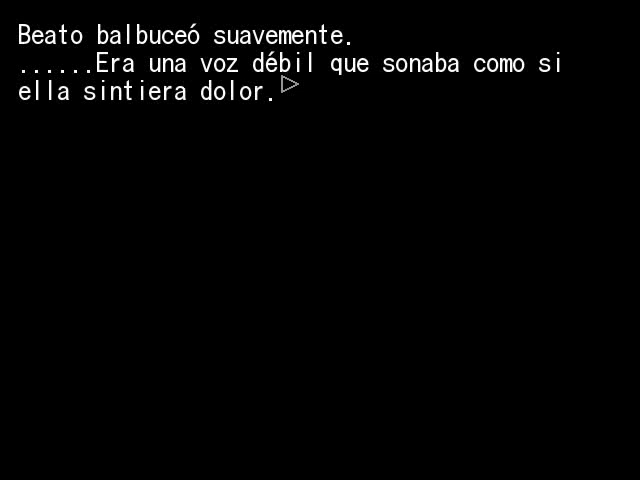 Beato balbuceó suavemente.
......Era una voz débil que sonaba como si
ella sintiera dolor.